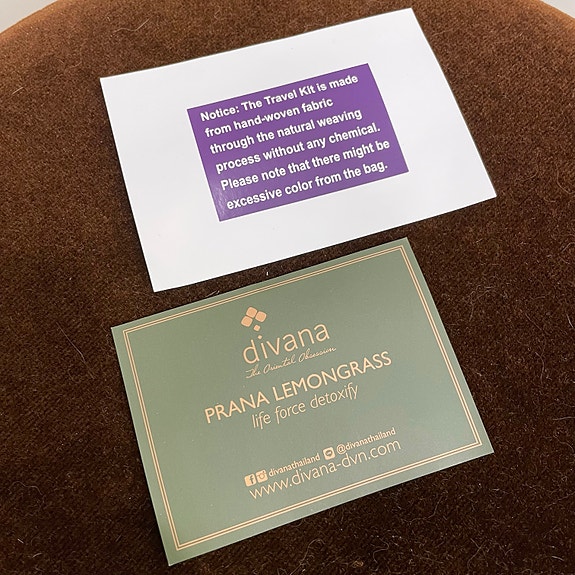 Notice: The Travel Kit is made
from hand-woven fabric
through the natural weaving
process without any chemical.
Please note that there might be
excessive color from the bag.
divana
The Oriental Obsession
PRANA LEMONGRASS
life force detoxify
divanathailand @divanathailand
www.divana-dvn.com